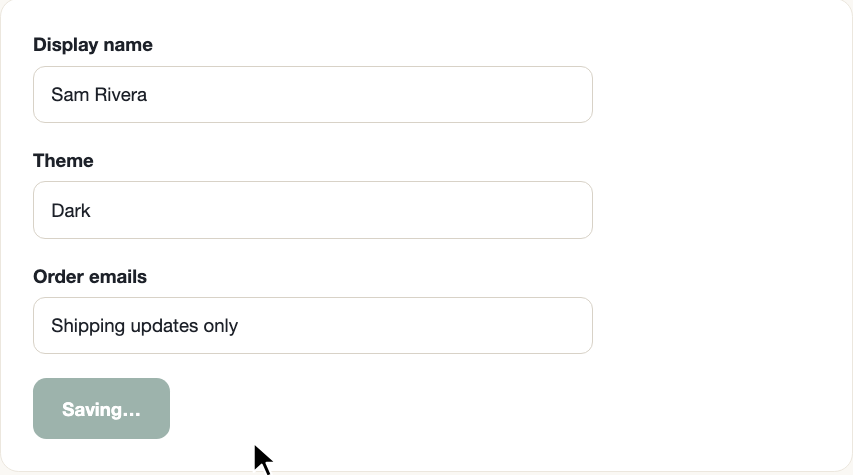 Display name
Sam Rivera
Theme
Dark
Order emails
Shipping updates only
Saving...